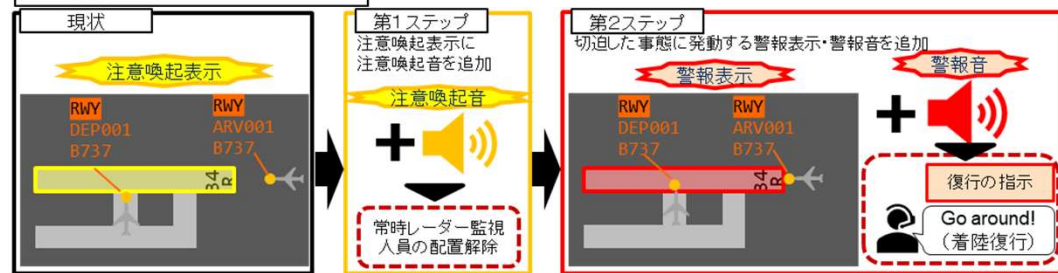 現状
注意喚起表示
RWY
DEP001
B737
RWY
ARV001
B737
34
R
第1ステップ
注意喚起表示に
注意喚起音を追加
注意喚起音
常時レーダー監視
人員の配置解除
第2ステップ
切迫した事態に発動する警報表示・警報音を追加
警報表示
RWY
DEP001
B737
RWY
ARV001
B737
34
R
警報音
復行の指示
Go around!
(着陸復行)